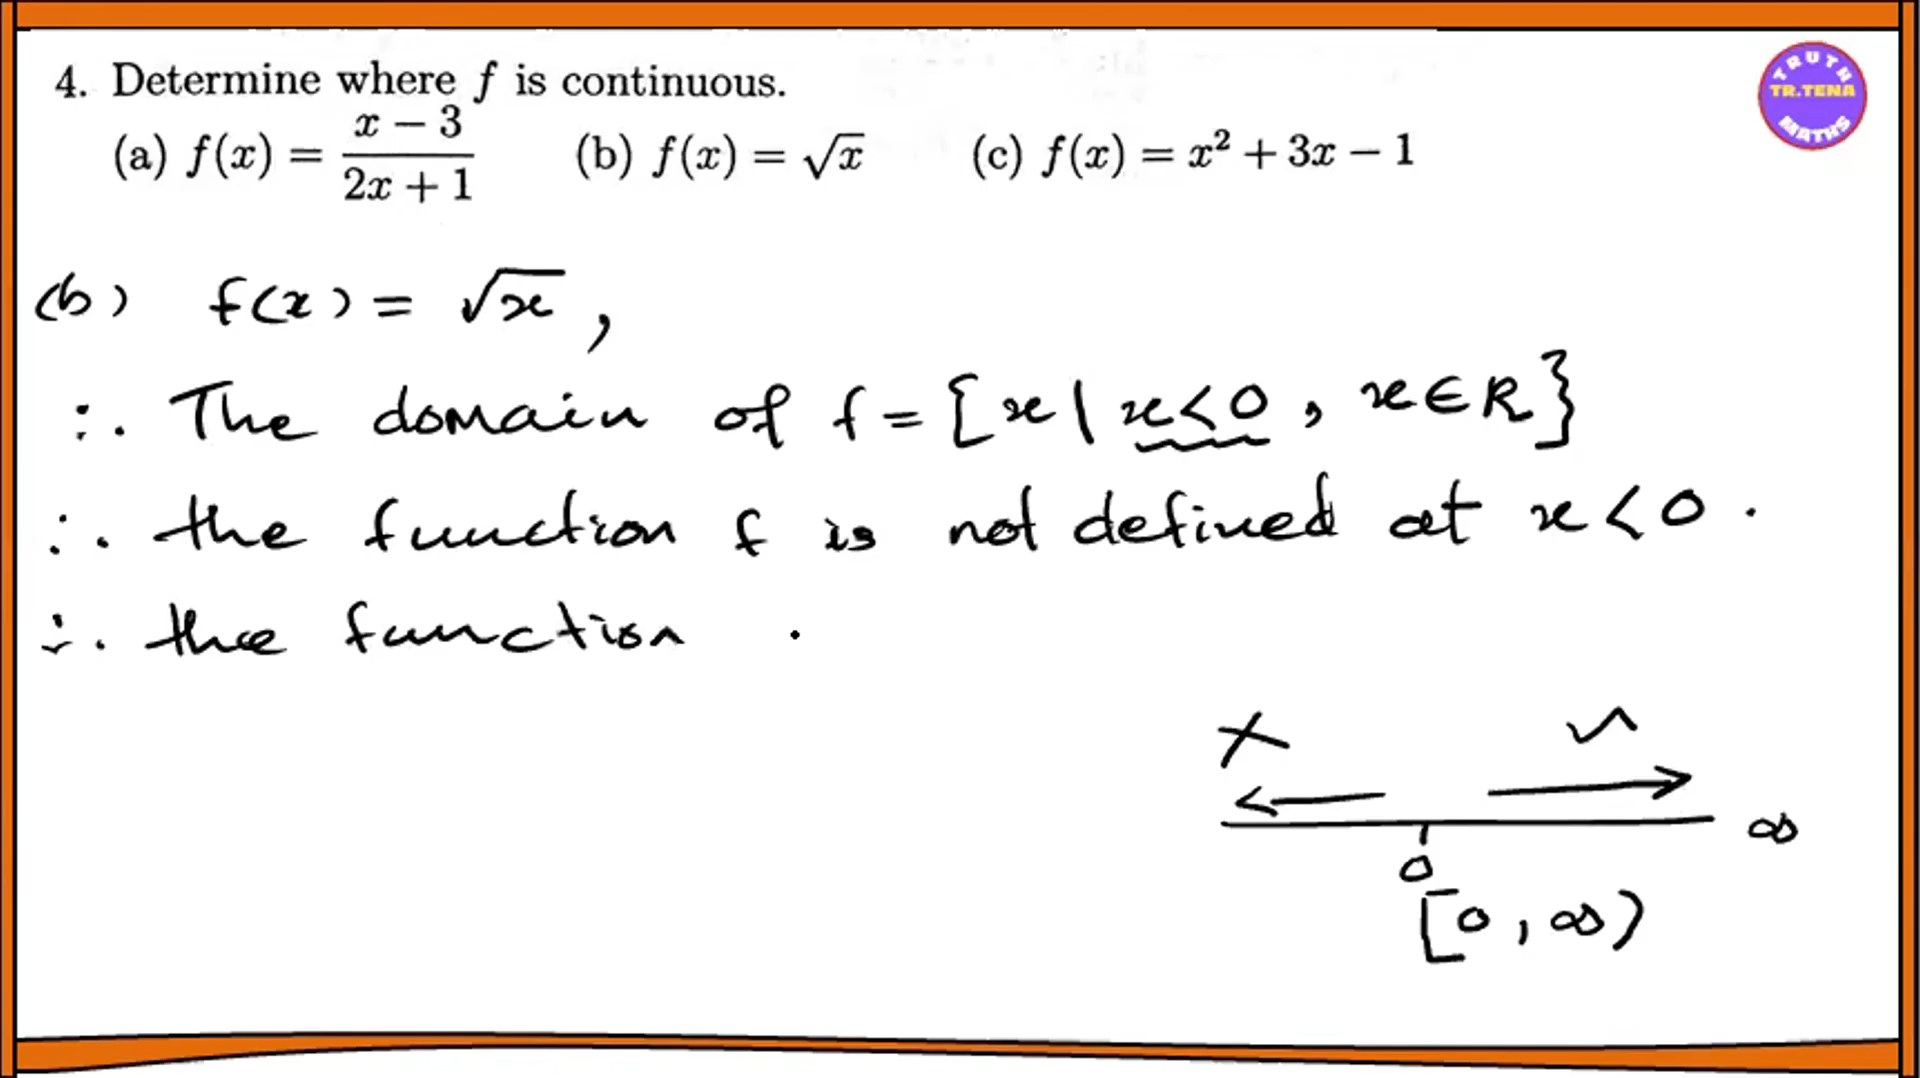 4. Determine where f is continuous.
(a) f(x) = \frac{x - 3}{2x + 1} (b) f(x) = √x (c) f(x) = x² + 3x − 1
TRUTH
TR.TENA
MATHS
(b) f(x) = √x ,
∴ The domain of f = {x | x < 0 , x ∈ R}
∴ the function f is not defined at x < 0 .
∴ the function .
0
∞
[0 , ∞)